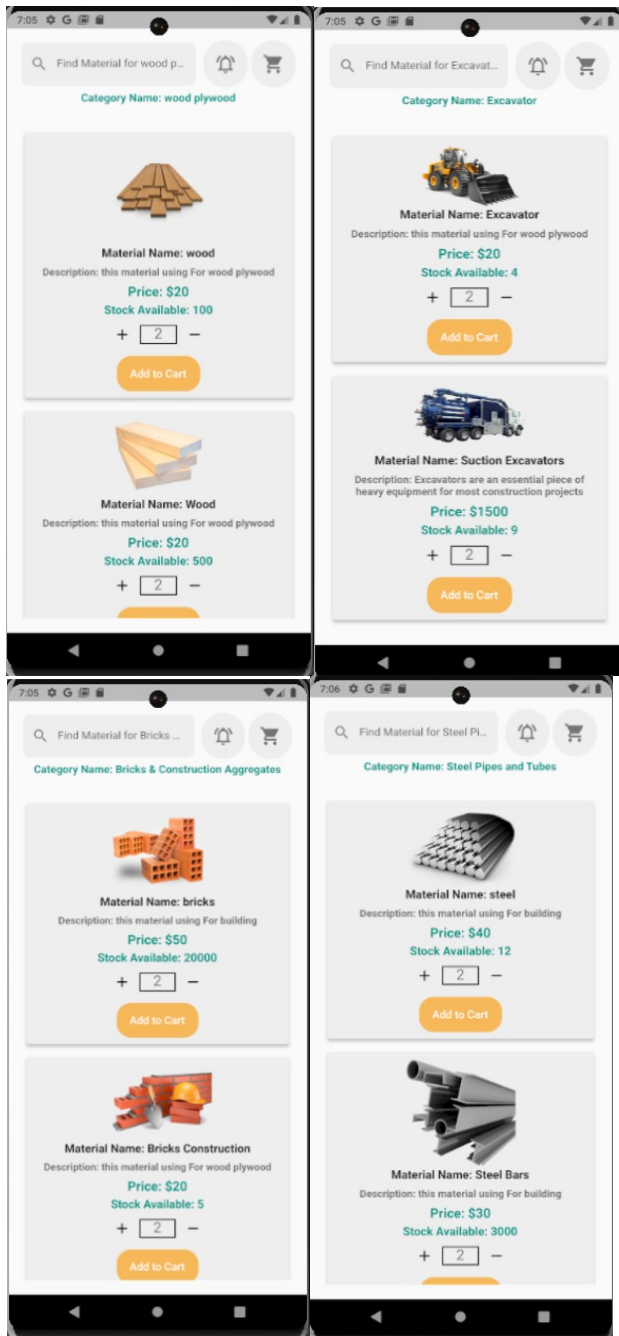 7:05 G
Find Material for wood p...
Category Name: wood plywood
Material Name: wood
Description: this material using For wood plywood
Price: $20
Stock Available: 100
+ 2 −
Add to Cart
Material Name: Wood
Description: this material using For wood plywood
Price: $20
Stock Available: 500
+ 2 −
7:05 G
Find Material for Excavat...
Category Name: Excavator
Material Name: Excavator
Description: this material using For wood plywood
Price: $20
Stock Available: 4
+ 2 −
Add to Cart
Material Name: Suction Excavators
Description: Excavators are an essential piece of
heavy equipment for most construction projects
Price: $1500
Stock Available: 9
+ 2 −
Add to Cart
7:05 G
Find Material for Bricks ...
Category Name: Bricks & Construction Aggregates
Material Name: bricks
Description: this material using For building
Price: $50
Stock Available: 20000
+ 2 −
Add to Cart
Material Name: Bricks Construction
Description: this material using For wood plywood
Price: $20
Stock Available: 5
+ 2 −
Add to Cart
7:06 G
Find Material for Steel Pi...
Category Name: Steel Pipes and Tubes
Material Name: steel
Description: this material using For building
Price: $40
Stock Available: 12
+ 2 −
Add to Cart
Material Name: Steel Bars
Description: this material using For building
Price: $30
Stock Available: 3000
+ 2 −